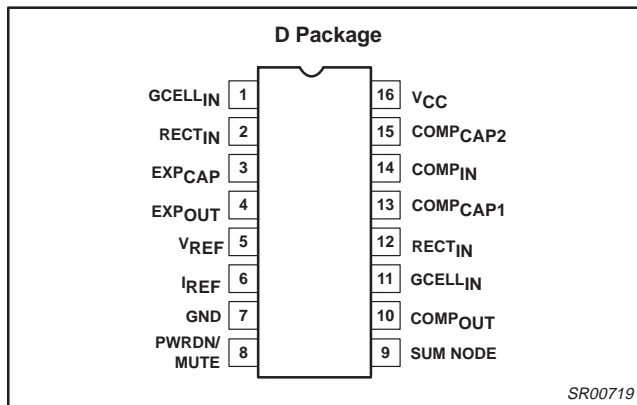 D Package
GCELLIN 1
RECTIN 2
EXPCAP 3
EXPOUT 4
VREF 5
IREF 6
GND 7
PWRDN/
MUTE 8
16 VCC
15 COMPCAP2
14 COMPIN
13 COMPCAP1
12 RECTIN
11 GCELLIN
10 COMPOUT
9 SUM NODE
SR00719